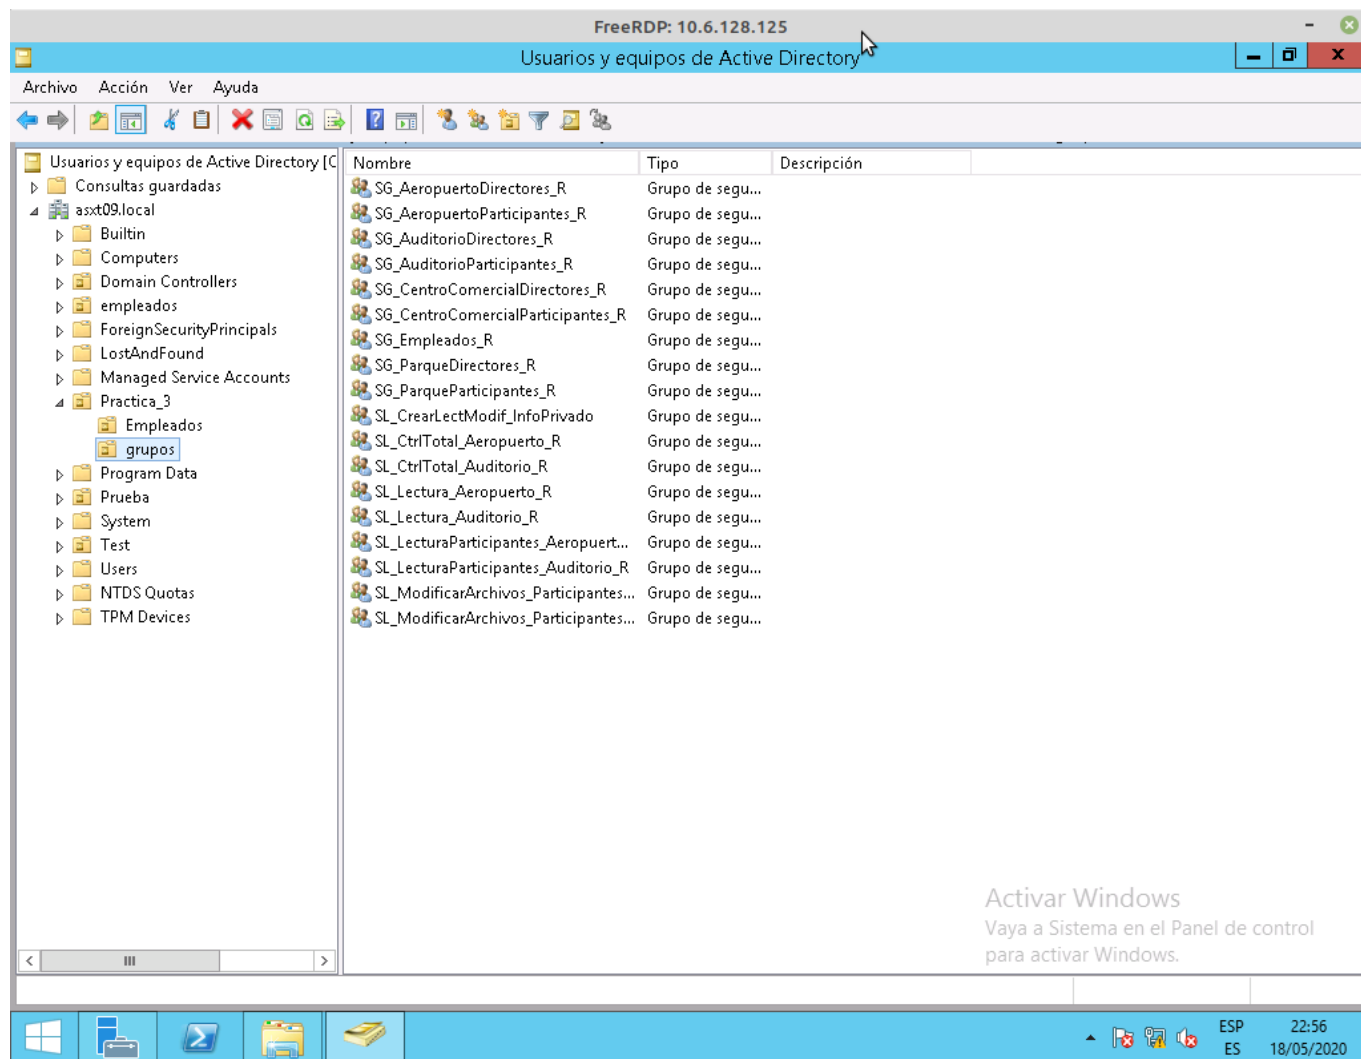 FreeRDP: 10.6.128.125
Usuarios y equipos de Active Directory
Archivo Acción Ver Ayuda
Usuarios y equipos de Active Directory [C
Consultas guardadas
asxt09.local
Builtin
Computers
Domain Controllers
empleados
ForeignSecurityPrincipals
LostAndFound
Managed Service Accounts
Practica_3
Empleados
grupos
Program Data
Prueba
System
Test
Users
NTDS Quotas
TPM Devices
Nombre Tipo Descripción
SG_AeropuertoDirectores_R Grupo de segu...
SG_AeropuertoParticipantes_R Grupo de segu...
SG_AuditorioDirectores_R Grupo de segu...
SG_AuditorioParticipantes_R Grupo de segu...
SG_CentroComercialDirectores_R Grupo de segu...
SG_CentroComercialParticipantes_R Grupo de segu...
SG_Empleados_R Grupo de segu...
SG_ParqueDirectores_R Grupo de segu...
SG_ParqueParticipantes_R Grupo de segu...
SL_CrearLectModif_InfoPrivado Grupo de segu...
SL_CtrlTotal_Aeropuerto_R Grupo de segu...
SL_CtrlTotal_Auditorio_R Grupo de segu...
SL_Lectura_Aeropuerto_R Grupo de segu...
SL_Lectura_Auditorio_R Grupo de segu...
SL_LecturaParticipantes_Aeropuert... Grupo de segu...
SL_LecturaParticipantes_Auditorio_R Grupo de segu...
SL_ModificarArchivos_Participantes... Grupo de segu...
SL_ModificarArchivos_Participantes... Grupo de segu...
Activar Windows
Vaya a Sistema en el Panel de control
para activar Windows.
ESP 22:56
ES 18/05/2020